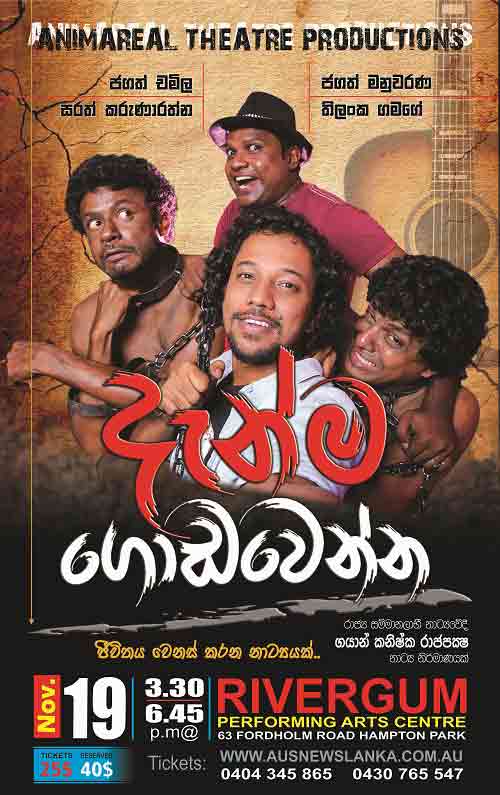 ANIMAREAL THEATRE PRODUCTIONS
ජගත් චමිල
සරත් කරුණාරත්න
ජගත් මනුවරණ
තිලංක ගමගේ
දැන්ම
ගොඩවෙන්න
රාජ්‍ය සම්මානලාභී නාට්‍යවේදී
ගයාන් කනිෂ්ක රාජපක්ෂ
නාට්‍ය නිර්මාණයක්
ජීවිතය වෙනස් කරන නාට්‍යයක්..
Nov. 19
3.30
6.45
p.m@
RIVERGUM
PERFORMING ARTS CENTRE
63 FORDHOLM ROAD HAMPTON PARK
TICKETS
25$
RESERVED
40$
Tickets:
WWW.AUSNEWSLANKA.COM.AU
0404 345 865 0430 765 547